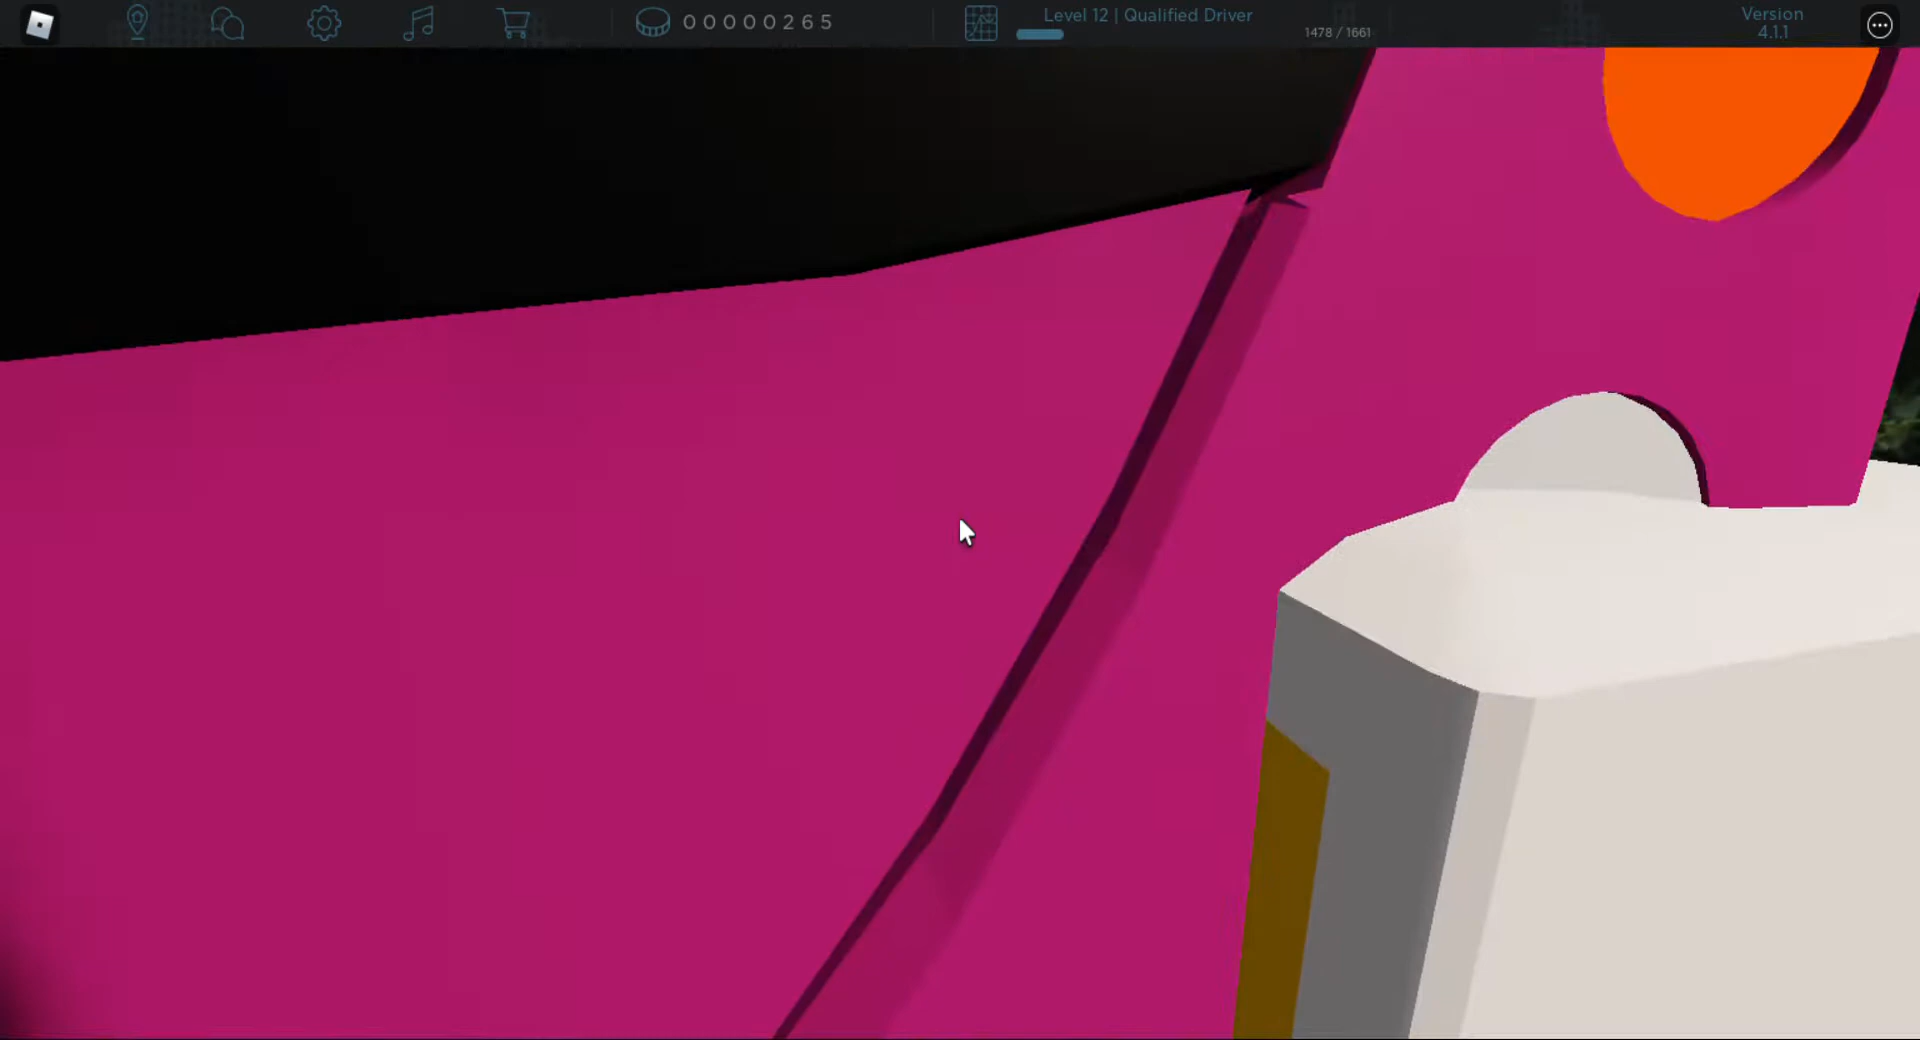 00000265
Level 12 | Qualified Driver
1478 / 1661
Version
4.1.1